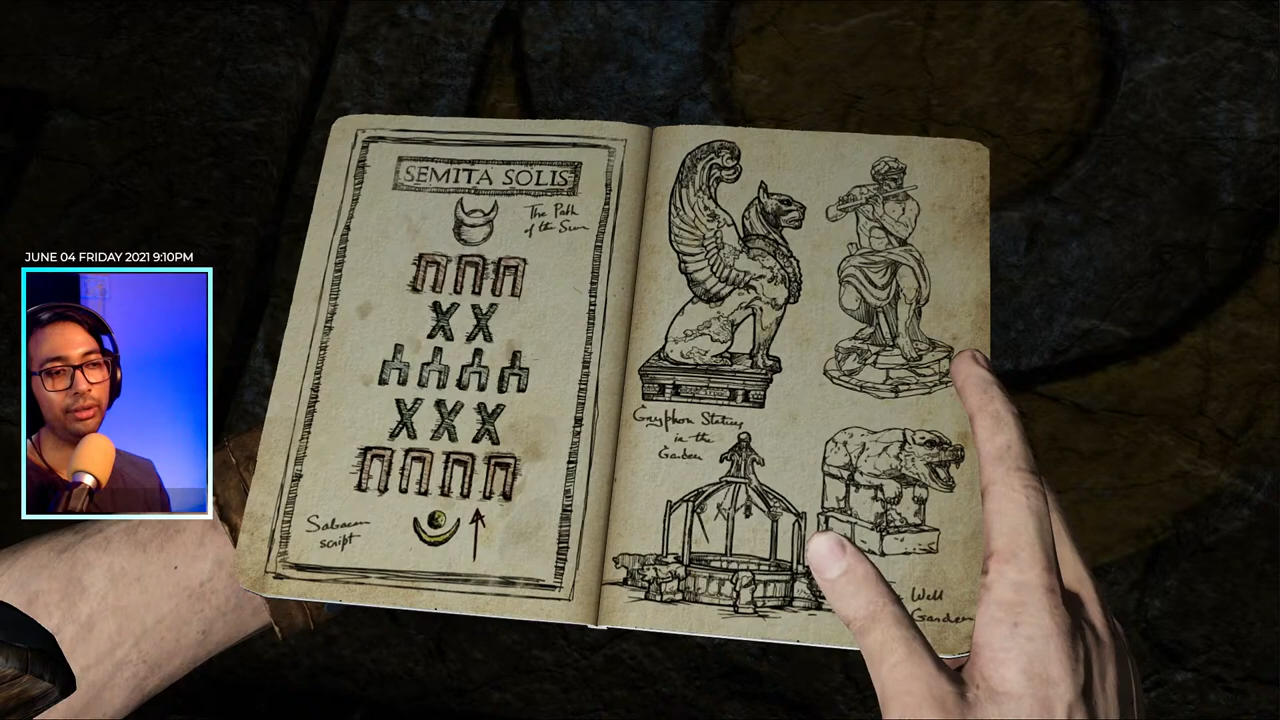 JUNE 04 FRIDAY 2021 9:10PM
SEMITA SOLIS
The Path
of the Sun
Sabaean
script
Gryphon Statues
in the
Garden
Well
Garden